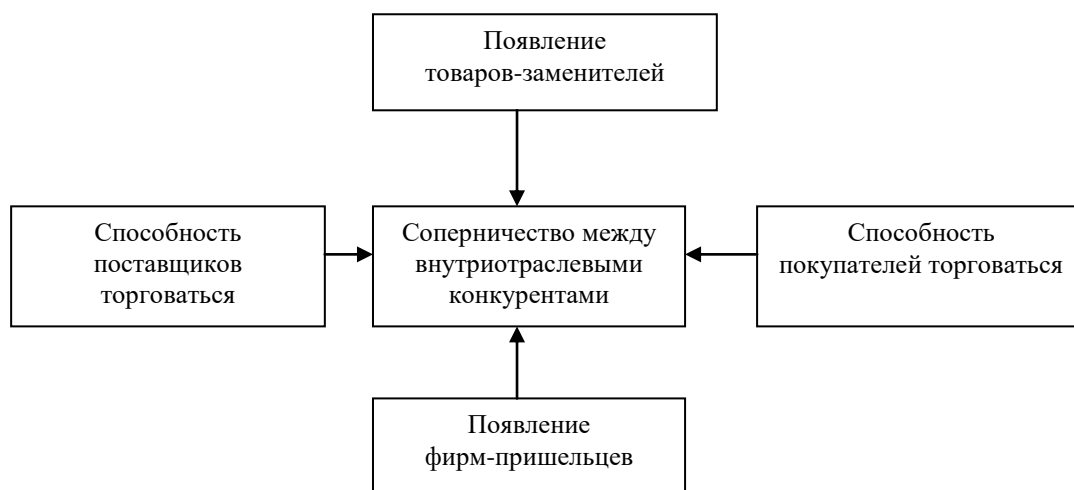 Появление
товаров-заменителей
Способность
поставщиков
торговаться
Соперничество между
внутриотраслевыми
конкурентами
Способность
покупателей торговаться
Появление
фирм-пришельцев